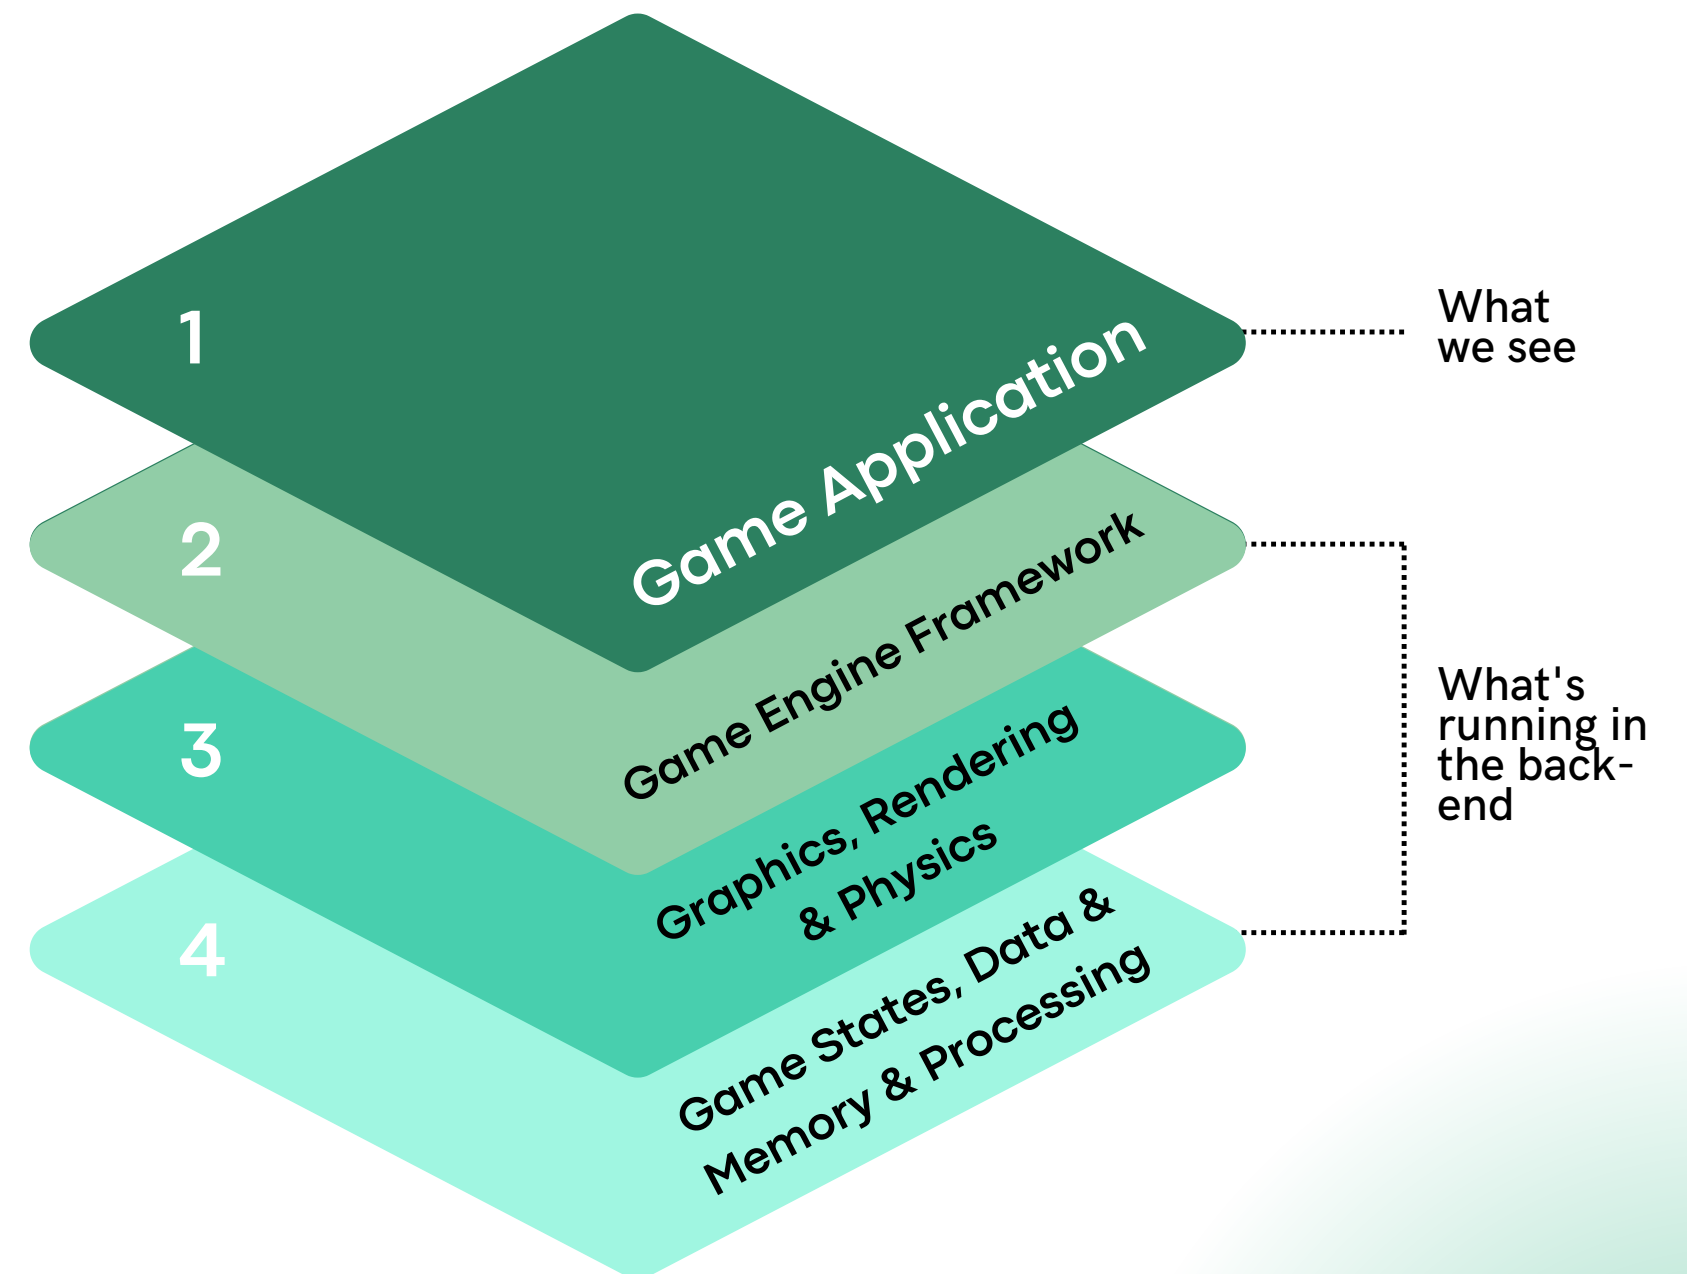 1
Game Application
What
we see
2
Game Engine Framework
3
Graphics, Rendering
& Physics
What's
running in
the back-
end
4
Game States, Data &
Memory & Processing